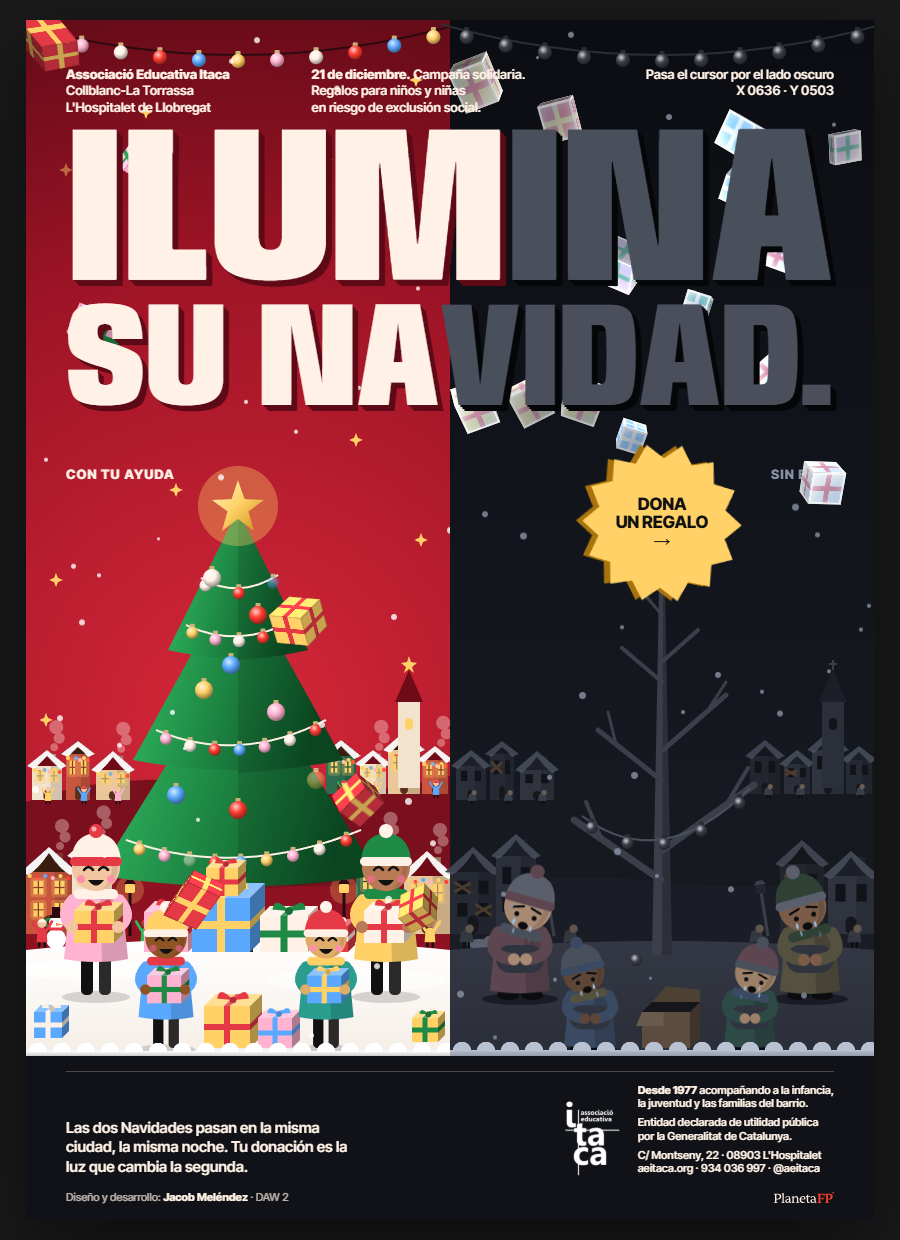 Associació Educativa Itaca
Collblanc-La Torrassa
L'Hospitalet de Llobregat
21 de diciembre. Campaña solidaria.
Regalos para niños y niñas
en riesgo de exclusión social.
Pasa el cursor por el lado oscuro
X 0636 · Y 0503
ILUMINA
SU NAVIDAD.
CON TU AYUDA
SIN
DONA
UN REGALO
→
Las dos Navidades pasan en la misma
ciudad, la misma noche. Tu donación es la
luz que cambia la segunda.
Diseño y desarrollo: Jacob Meléndez · DAW 2
associació
educativa
itaca
Desde 1977 acompañando a la infancia,
la juventud y las familias del barrio.
Entidad declarada de utilidad pública
por la Generalitat de Catalunya.
C/ Montseny, 22 · 08903 L'Hospitalet
aeitaca.org · 934 036 997 · @aeitaca
PlanetaFP